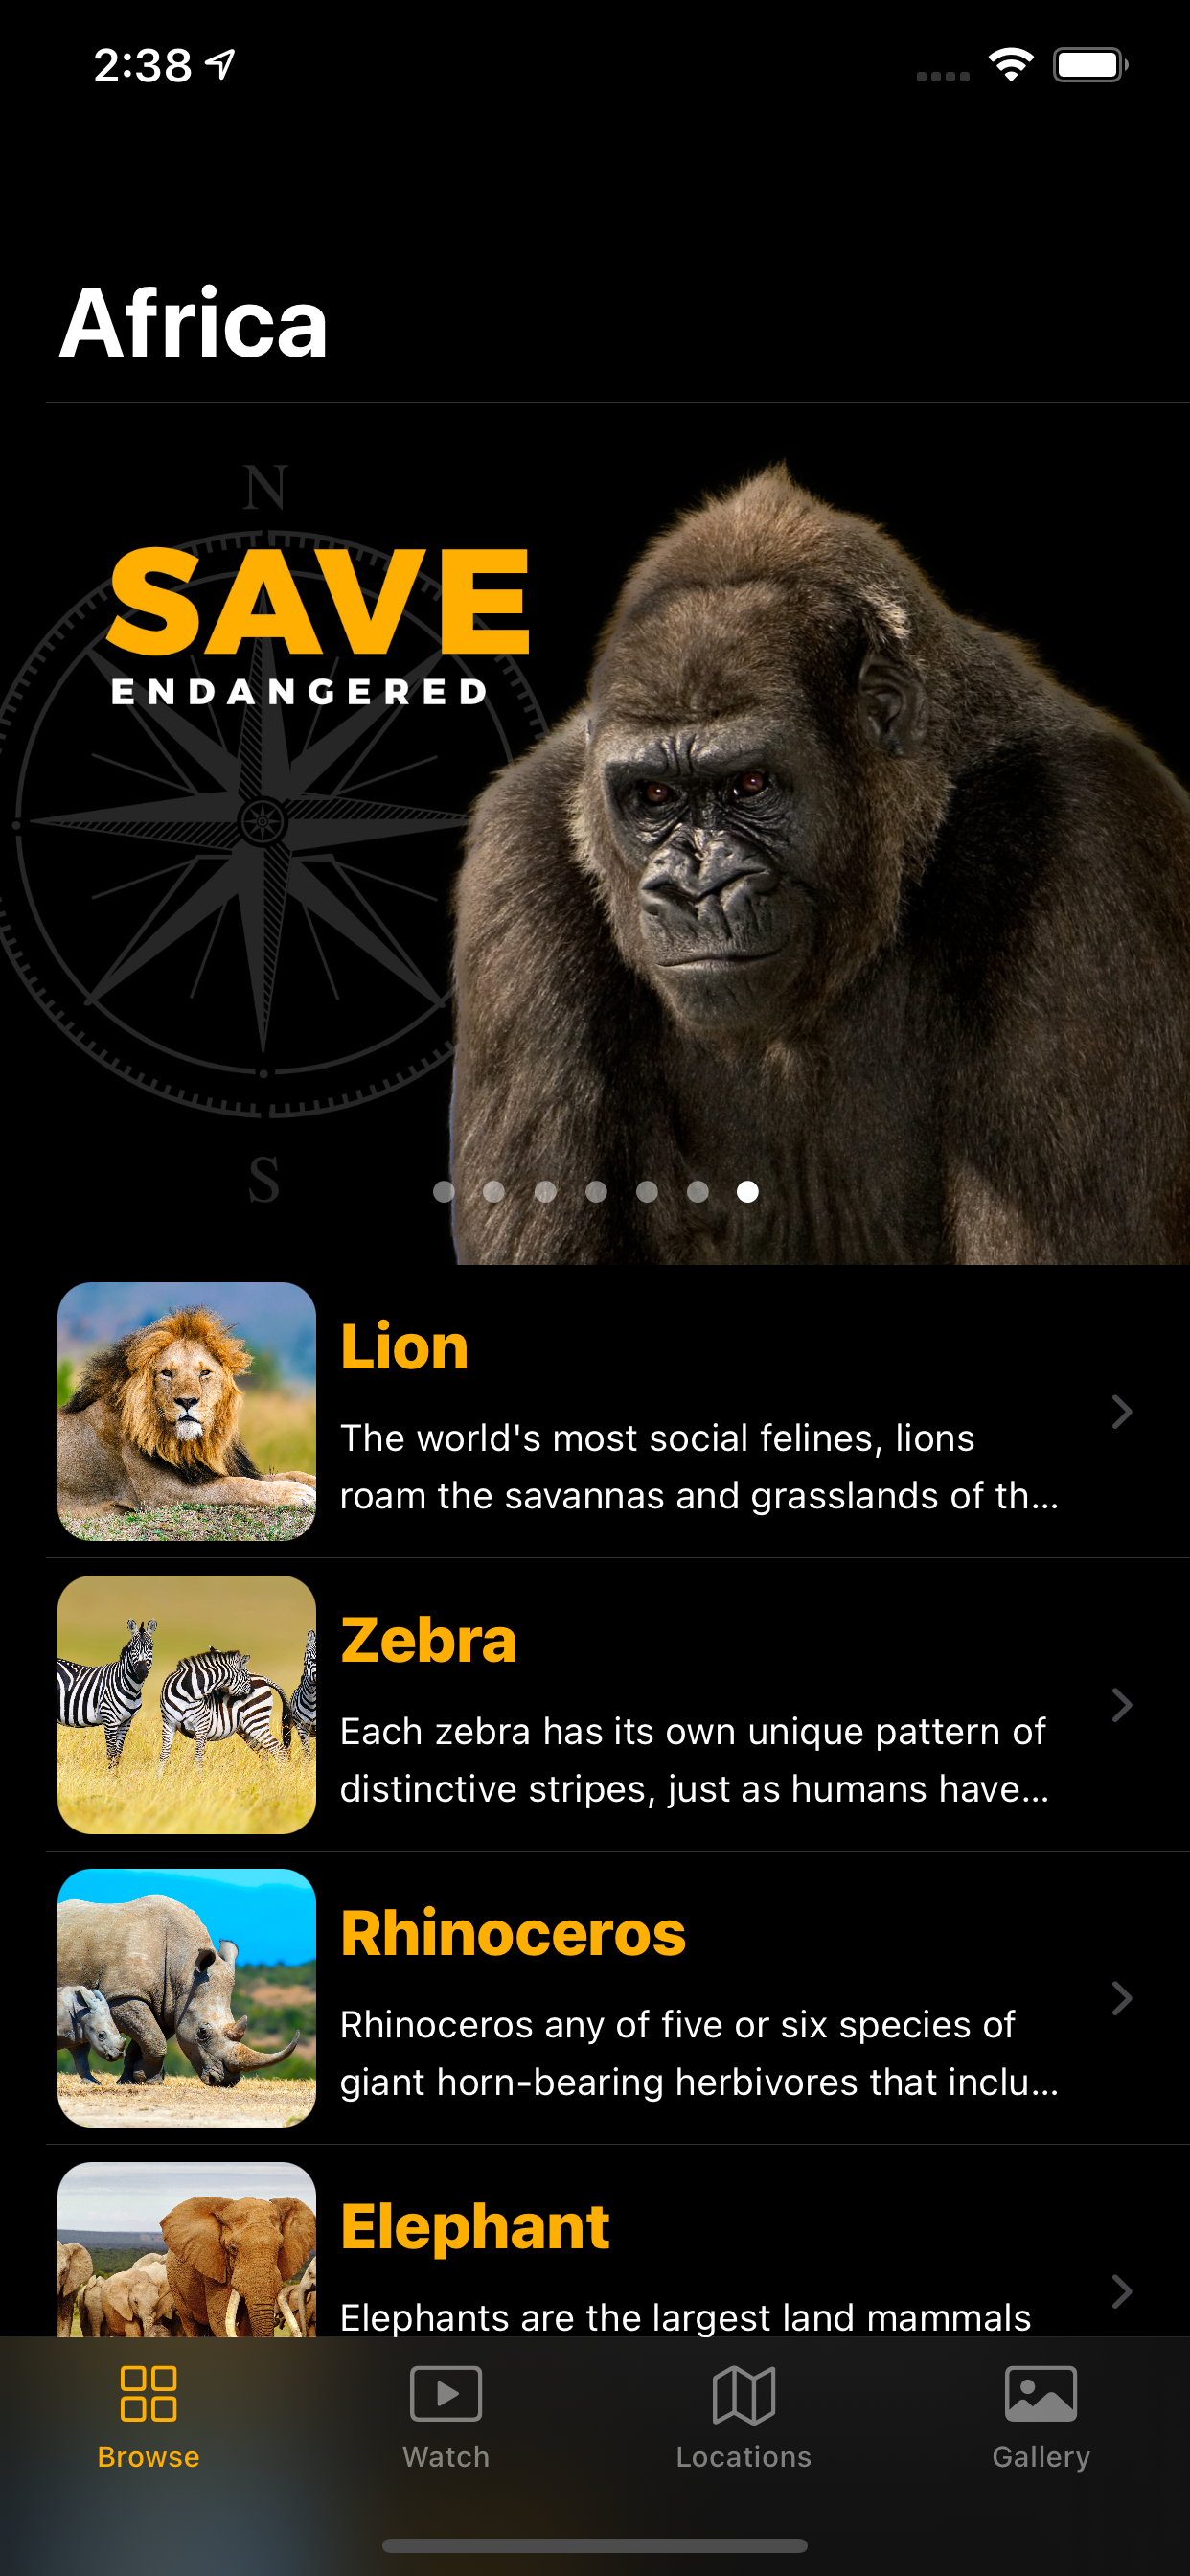 2:38
Africa
N
SAVE
ENDANGERED
S
Lion
The world's most social felines, lions
roam the savannas and grasslands of th...
Zebra
Each zebra has its own unique pattern of
distinctive stripes, just as humans have...
Rhinoceros
Rhinoceros any of five or six species of
giant horn-bearing herbivores that inclu...
Elephant
Elephants are the largest land mammals
Browse
Watch
Locations
Gallery